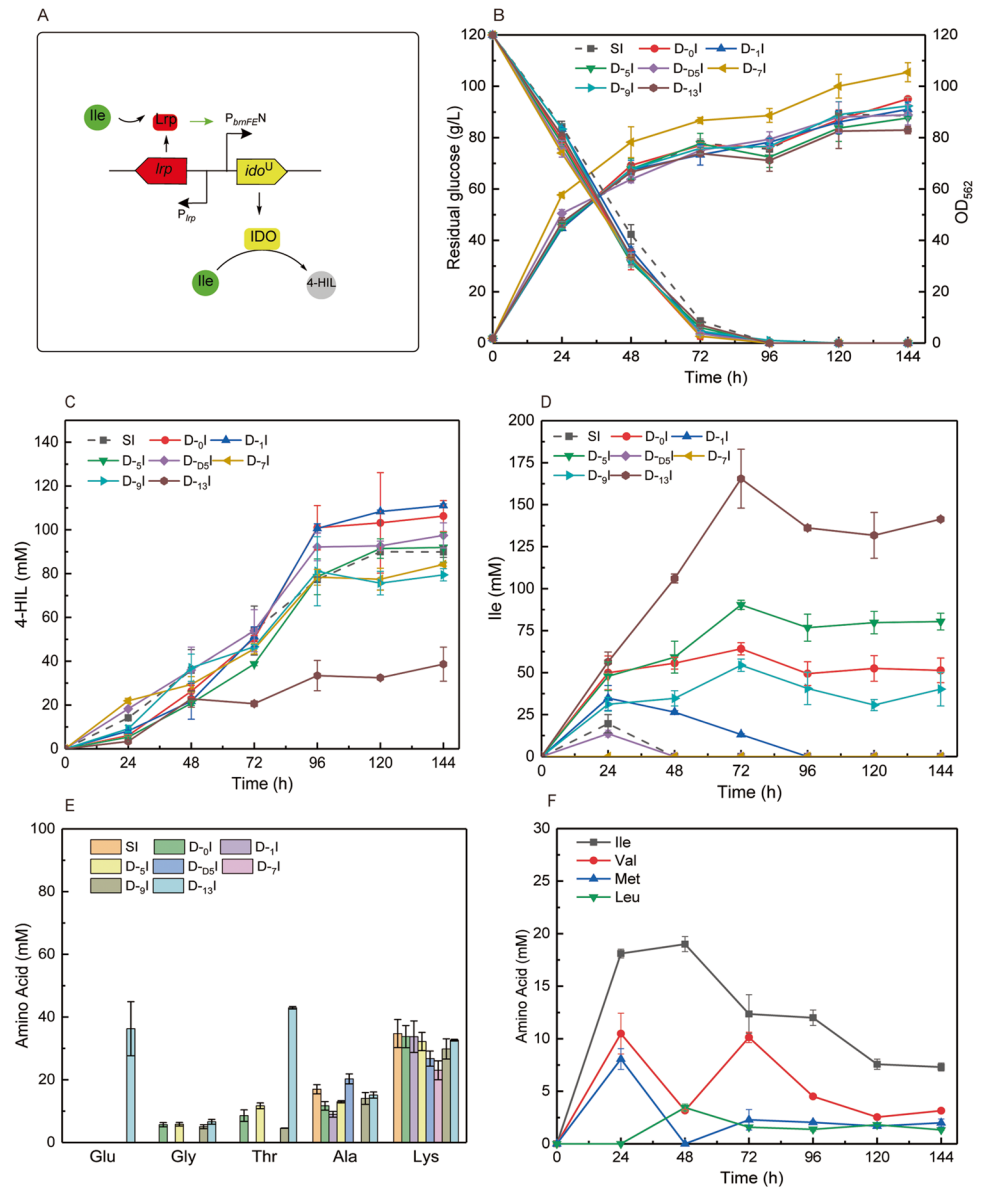 A
Ile
Lrp
PbrnFEN
lrp
idoU
Plrp
IDO
Ile
4-HIL
B
SI D-0I D-1I
D-5I D-D5I D-7I
D-9I D-13I
Residual glucose (g/L)
OD562
120
100
80
60
40
20
0
120
100
80
60
40
20
0
0 24 48 72 96 120 144
Time (h)
C
SI D-0I D-1I
D-5I D-D5I D-7I
D-9I D-13I
4-HIL (mM)
140
120
100
80
60
40
20
0
0 24 48 72 96 120 144
Time (h)
D
SI D-0I D-1I
D-5I D-D5I D-7I
D-9I D-13I
Ile (mM)
200
175
150
125
100
75
50
25
0
0 24 48 72 96 120 144
Time (h)
E
SI D-0I D-1I
D-5I D-D5I D-7I
D-9I D-13I
Amino Acid (mM)
100
80
60
40
20
0
Glu Gly Thr Ala Lys
F
Ile
Val
Met
Leu
Amino Acid (mM)
30
25
20
15
10
5
0
0 24 48 72 96 120 144
Time (h)